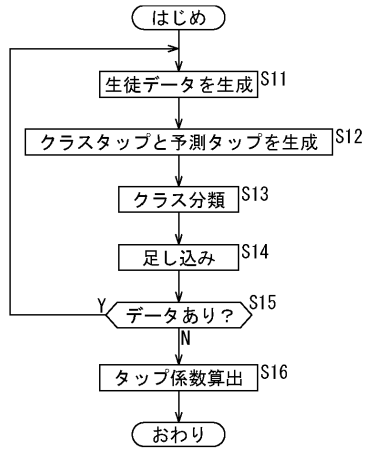 はじめ
生徒データを生成 S11
クラスタップと予測タップを生成 S12
クラス分類 S13
足し込み S14
データあり？ S15
Y
N
タップ係数算出 S16
おわり